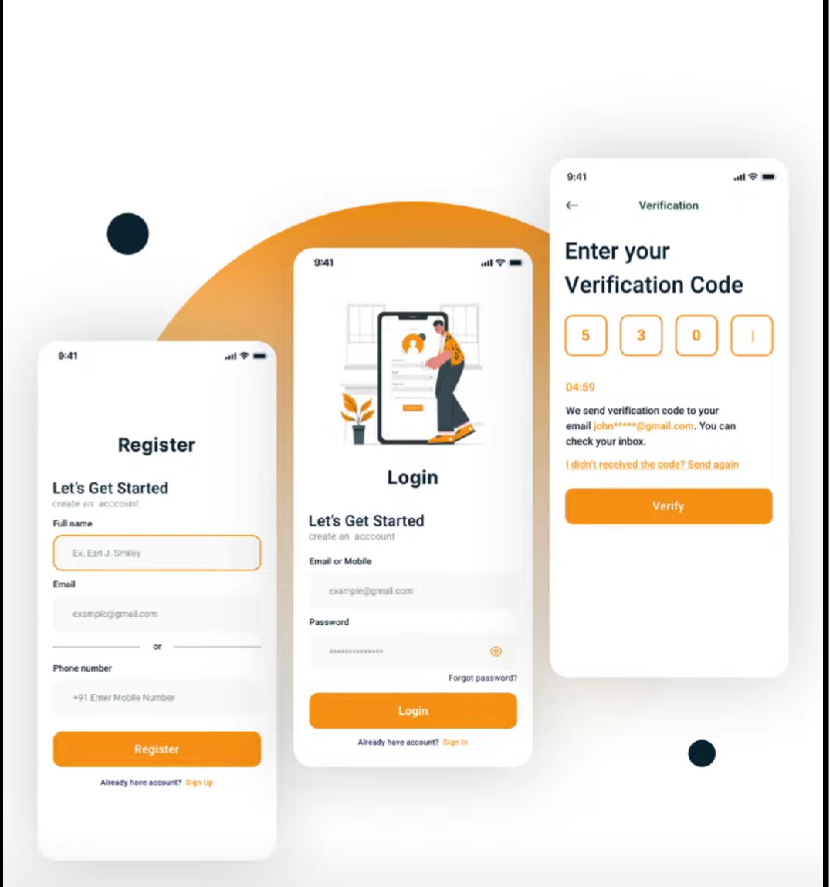 9:41
Register
Let's Get Started
create an acccount
Full name
Ex. Earl J. Smiley
Email
example@gmail.com
or
Phone number
+91 Enter Mobile Number
Register
Already have account? Sign Up
9:41
Login
Let's Get Started
create an acccount
Email or Mobile
example@gmail.com
Password
**************
Forgot password?
Login
Already have account? Sign In
9:41
Verification
Enter your
Verification Code
5 3 0 |
04:59
We send verification code to your
email john*****@gmail.com. You can
check your inbox.
I didn't received the code? Send again
Verify